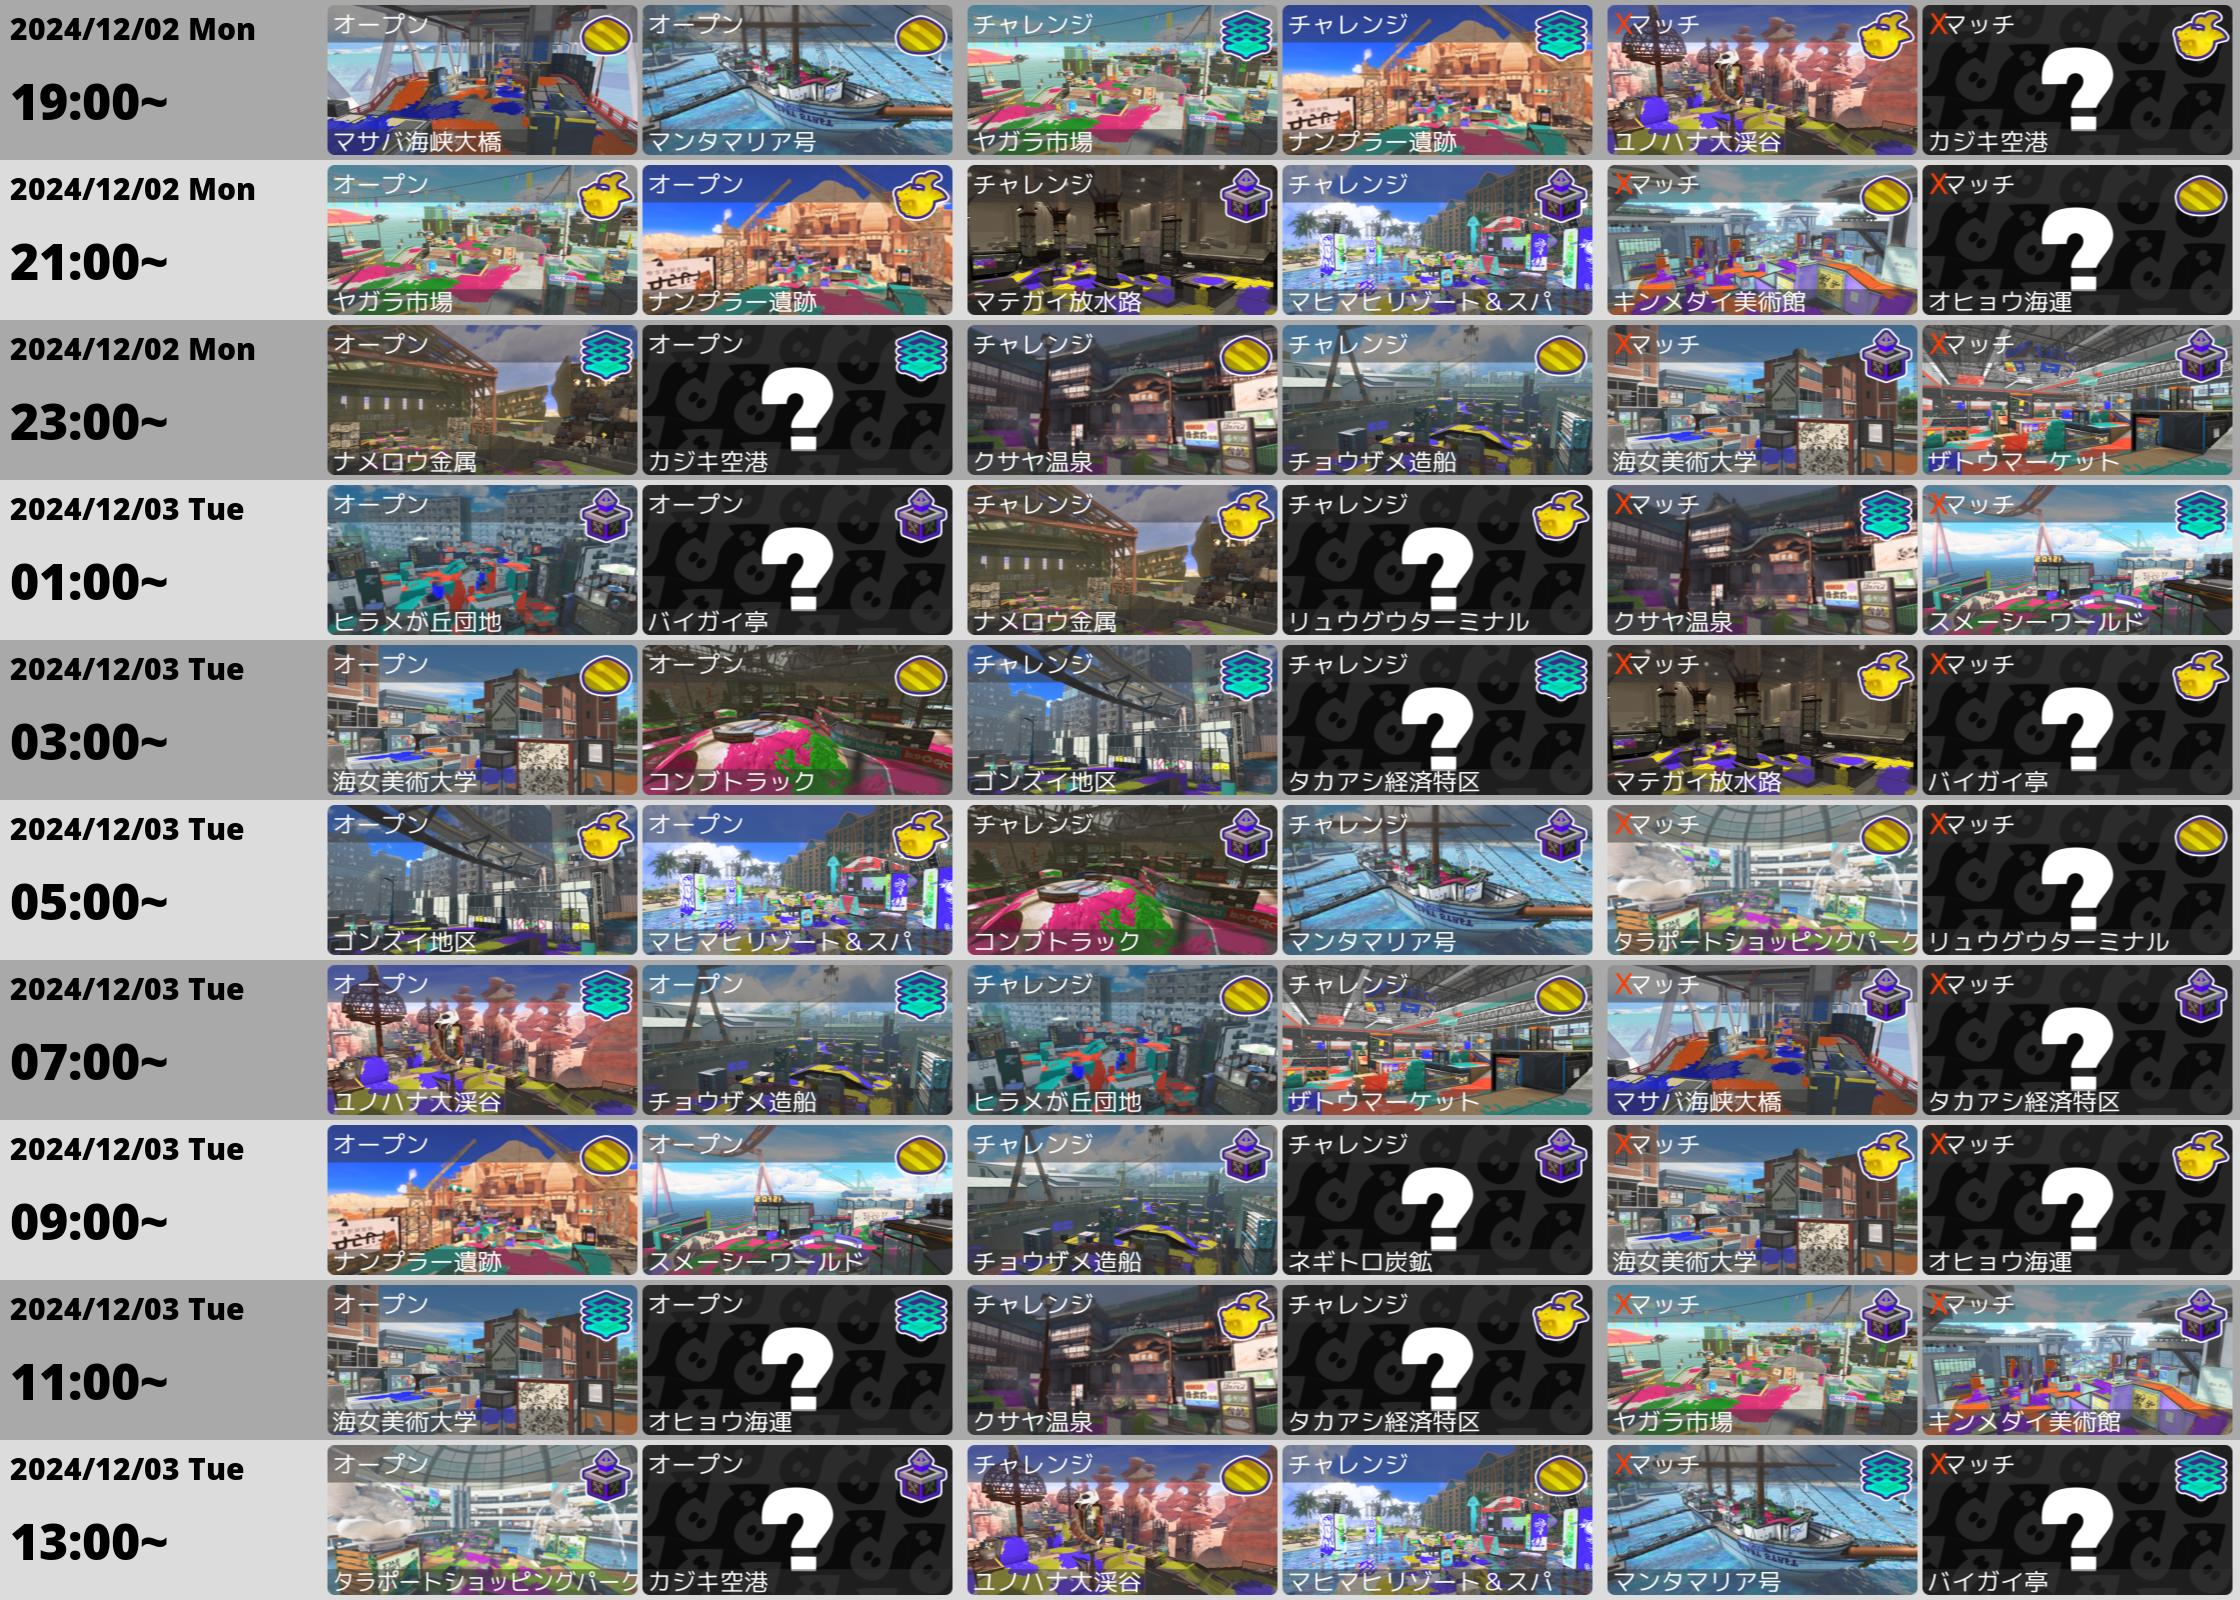 2024/12/02 Mon
19:00~
オープン
マサバ海峡大橋
オープン
マンタマリア号
チャレンジ
ヤガラ市場
チャレンジ
ナンプラー遺跡
Xマッチ
ユノハナ大渓谷
Xマッチ
カジキ空港
2024/12/02 Mon
21:00~
オープン
ヤガラ市場
オープン
ナンプラー遺跡
チャレンジ
マテガイ放水路
チャレンジ
マヒマヒリゾート＆スパ
Xマッチ
キンメダイ美術館
Xマッチ
オヒョウ海運
2024/12/02 Mon
23:00~
オープン
ナメロウ金属
オープン
カジキ空港
チャレンジ
クサヤ温泉
チャレンジ
チョウザメ造船
Xマッチ
海女美術大学
Xマッチ
ザトウマーケット
2024/12/03 Tue
01:00~
オープン
ヒラメが丘団地
オープン
バイガイ亭
チャレンジ
ナメロウ金属
チャレンジ
リュウグウターミナル
Xマッチ
クサヤ温泉
Xマッチ
スメーシーワールド
2024/12/03 Tue
03:00~
オープン
海女美術大学
オープン
コンブトラック
チャレンジ
ゴンズイ地区
チャレンジ
タカアシ経済特区
Xマッチ
マテガイ放水路
Xマッチ
バイガイ亭
2024/12/03 Tue
05:00~
オープン
ゴンズイ地区
オープン
マヒマヒリゾート＆スパ
チャレンジ
コンブトラック
チャレンジ
マンタマリア号
Xマッチ
タラポートショッピングパーク
Xマッチ
リュウグウターミナル
2024/12/03 Tue
07:00~
オープン
ユノハナ大渓谷
オープン
チョウザメ造船
チャレンジ
ヒラメが丘団地
チャレンジ
ザトウマーケット
Xマッチ
マサバ海峡大橋
Xマッチ
タカアシ経済特区
2024/12/03 Tue
09:00~
オープン
ナンプラー遺跡
オープン
スメーシーワールド
チャレンジ
チョウザメ造船
チャレンジ
ネギトロ炭鉱
Xマッチ
海女美術大学
Xマッチ
オヒョウ海運
2024/12/03 Tue
11:00~
オープン
海女美術大学
オープン
オヒョウ海運
チャレンジ
クサヤ温泉
チャレンジ
タカアシ経済特区
Xマッチ
ヤガラ市場
Xマッチ
キンメダイ美術館
2024/12/03 Tue
13:00~
オープン
タラポートショッピングパーク
オープン
カジキ空港
チャレンジ
ユノハナ大渓谷
チャレンジ
マヒマヒリゾート＆スパ
Xマッチ
マンタマリア号
Xマッチ
バイガイ亭